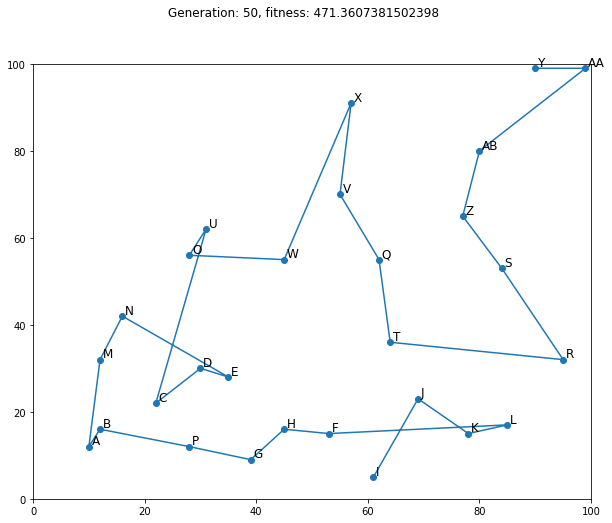 Generation: 50, fitness: 471.3607381502398
100
Y
AA
X
80
AB
V
Z
U
60
O
W
Q
S
N
40
T
M
R
D
E
C
J
20
B
H
F
K
L
A
P
G
I
0
0
20
40
60
80
100